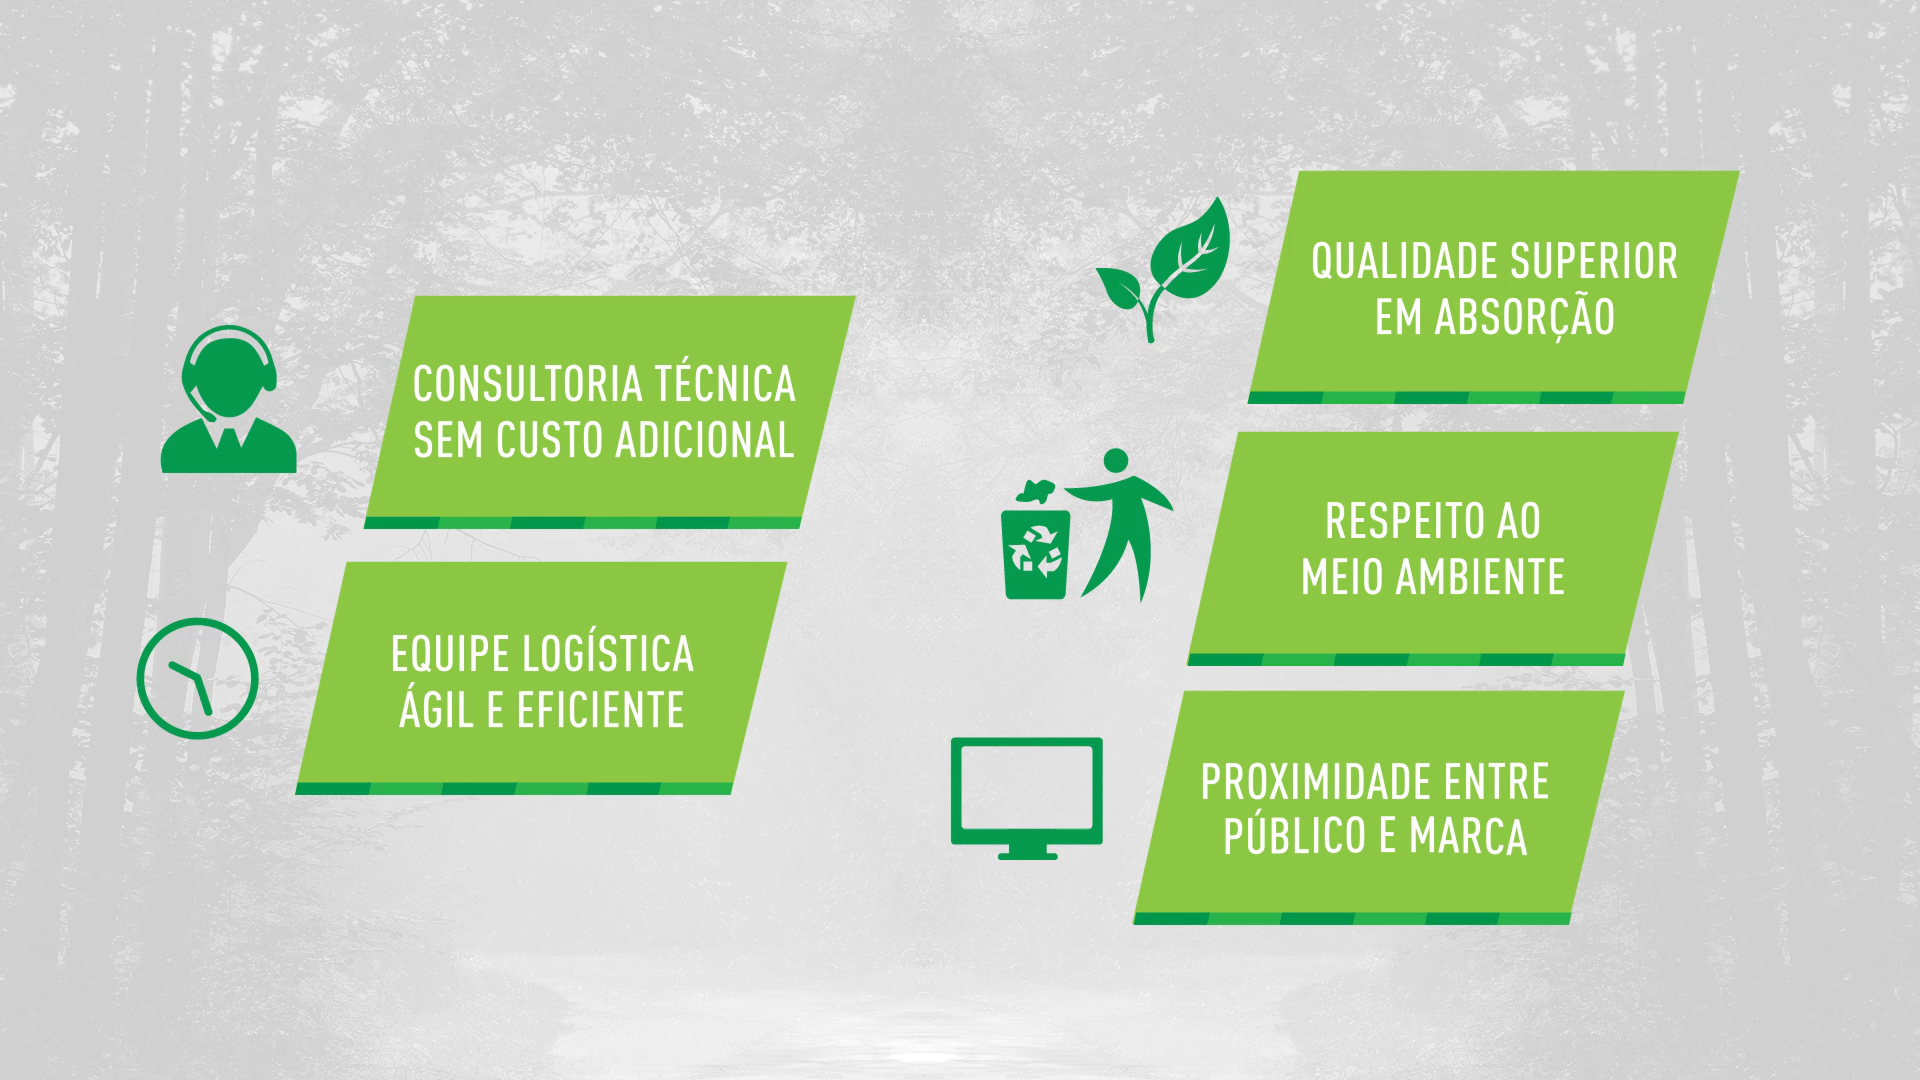 CONSULTORIA TÉCNICA
SEM CUSTO ADICIONAL
EQUIPE LOGÍSTICA
ÁGIL E EFICIENTE
QUALIDADE SUPERIOR
EM ABSORÇÃO
RESPEITO AO
MEIO AMBIENTE
PROXIMIDADE ENTRE
PÚBLICO E MARCA